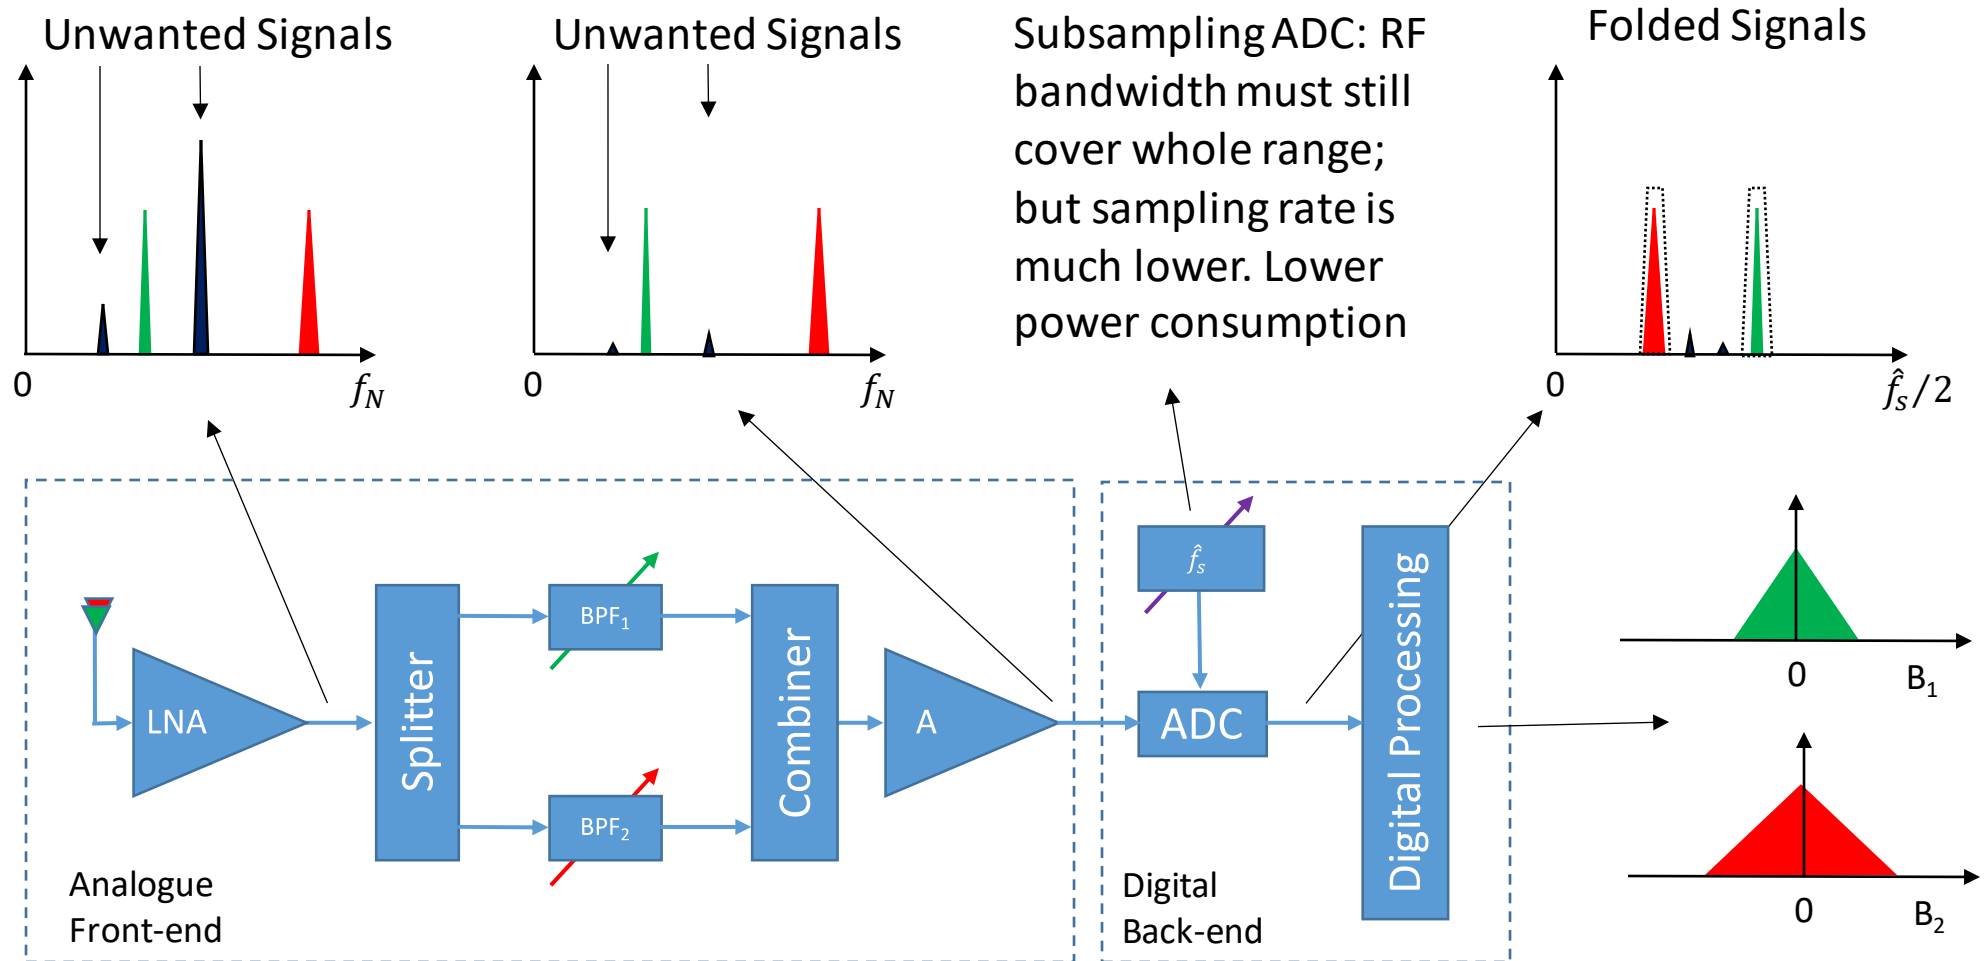 Unwanted Signals
0
f_N
Unwanted Signals
0
f_N
Subsampling ADC: RF
bandwidth must still
cover whole range;
but sampling rate is
much lower. Lower
power consumption
Folded Signals
0
f̂_s/2
LNA
Splitter
BPF₁
BPF₂
Combiner
A
Analogue
Front-end
f̂_s
ADC
Digital Processing
Digital
Back-end
0
B₁
0
B₂